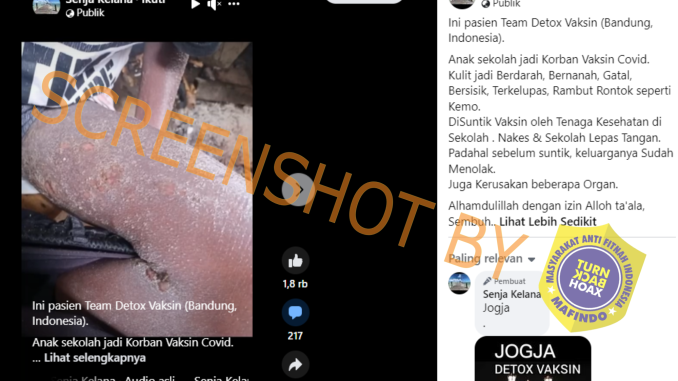 Senja Kelana · Ikuti
Publik
Ini pasien Team Detox Vaksin (Bandung,
Indonesia).
Anak sekolah jadi Korban Vaksin Covid.
... Lihat selengkapnya
Kelana · Audio asli
1,8 rb
217
SCREENSHOT BY
Publik
Ini pasien Team Detox Vaksin (Bandung,
Indonesia).
Anak sekolah jadi Korban Vaksin Covid.
Kulit jadi Berdarah, Bernanah, Gatal,
Bersisik, Terkelupas, Rambut Rontok seperti
Kemo.
DiSuntik Vaksin oleh Tenaga Kesehatan di
Sekolah . Nakes & Sekolah Lepas Tangan.
Padahal sebelum suntik, keluarganya Sudah
Menolak.
Juga Kerusakan beberapa Organ.
Alhamdulillah dengan izin Alloh ta'ala,
Sembuh.. Lihat Lebih Sedikit
Paling relevan
Pembuat
Senja Kelana
Jogja
.
JOGJA
DETOX VAKSIN
MASYARAKAT ANTI FITNAH INDONESIA
TURN
BACK
HOAX
MAFINDO